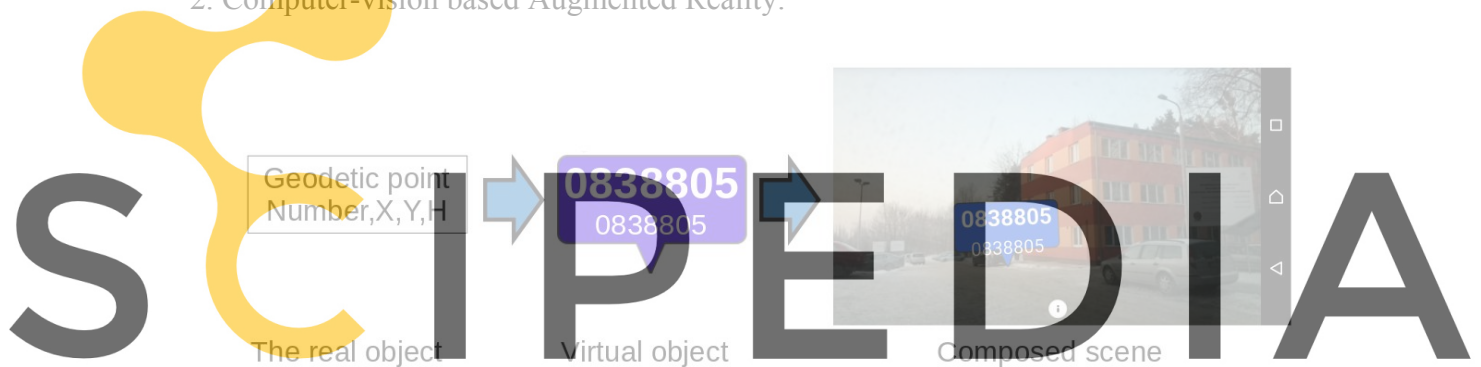 2. Computer-vision based Augmented Reality.
Geodetic point
Number,X,Y,H
0838805
0838805
0838805
0838805
The real object
Virtual object
Composed scene
SCIPEDIA